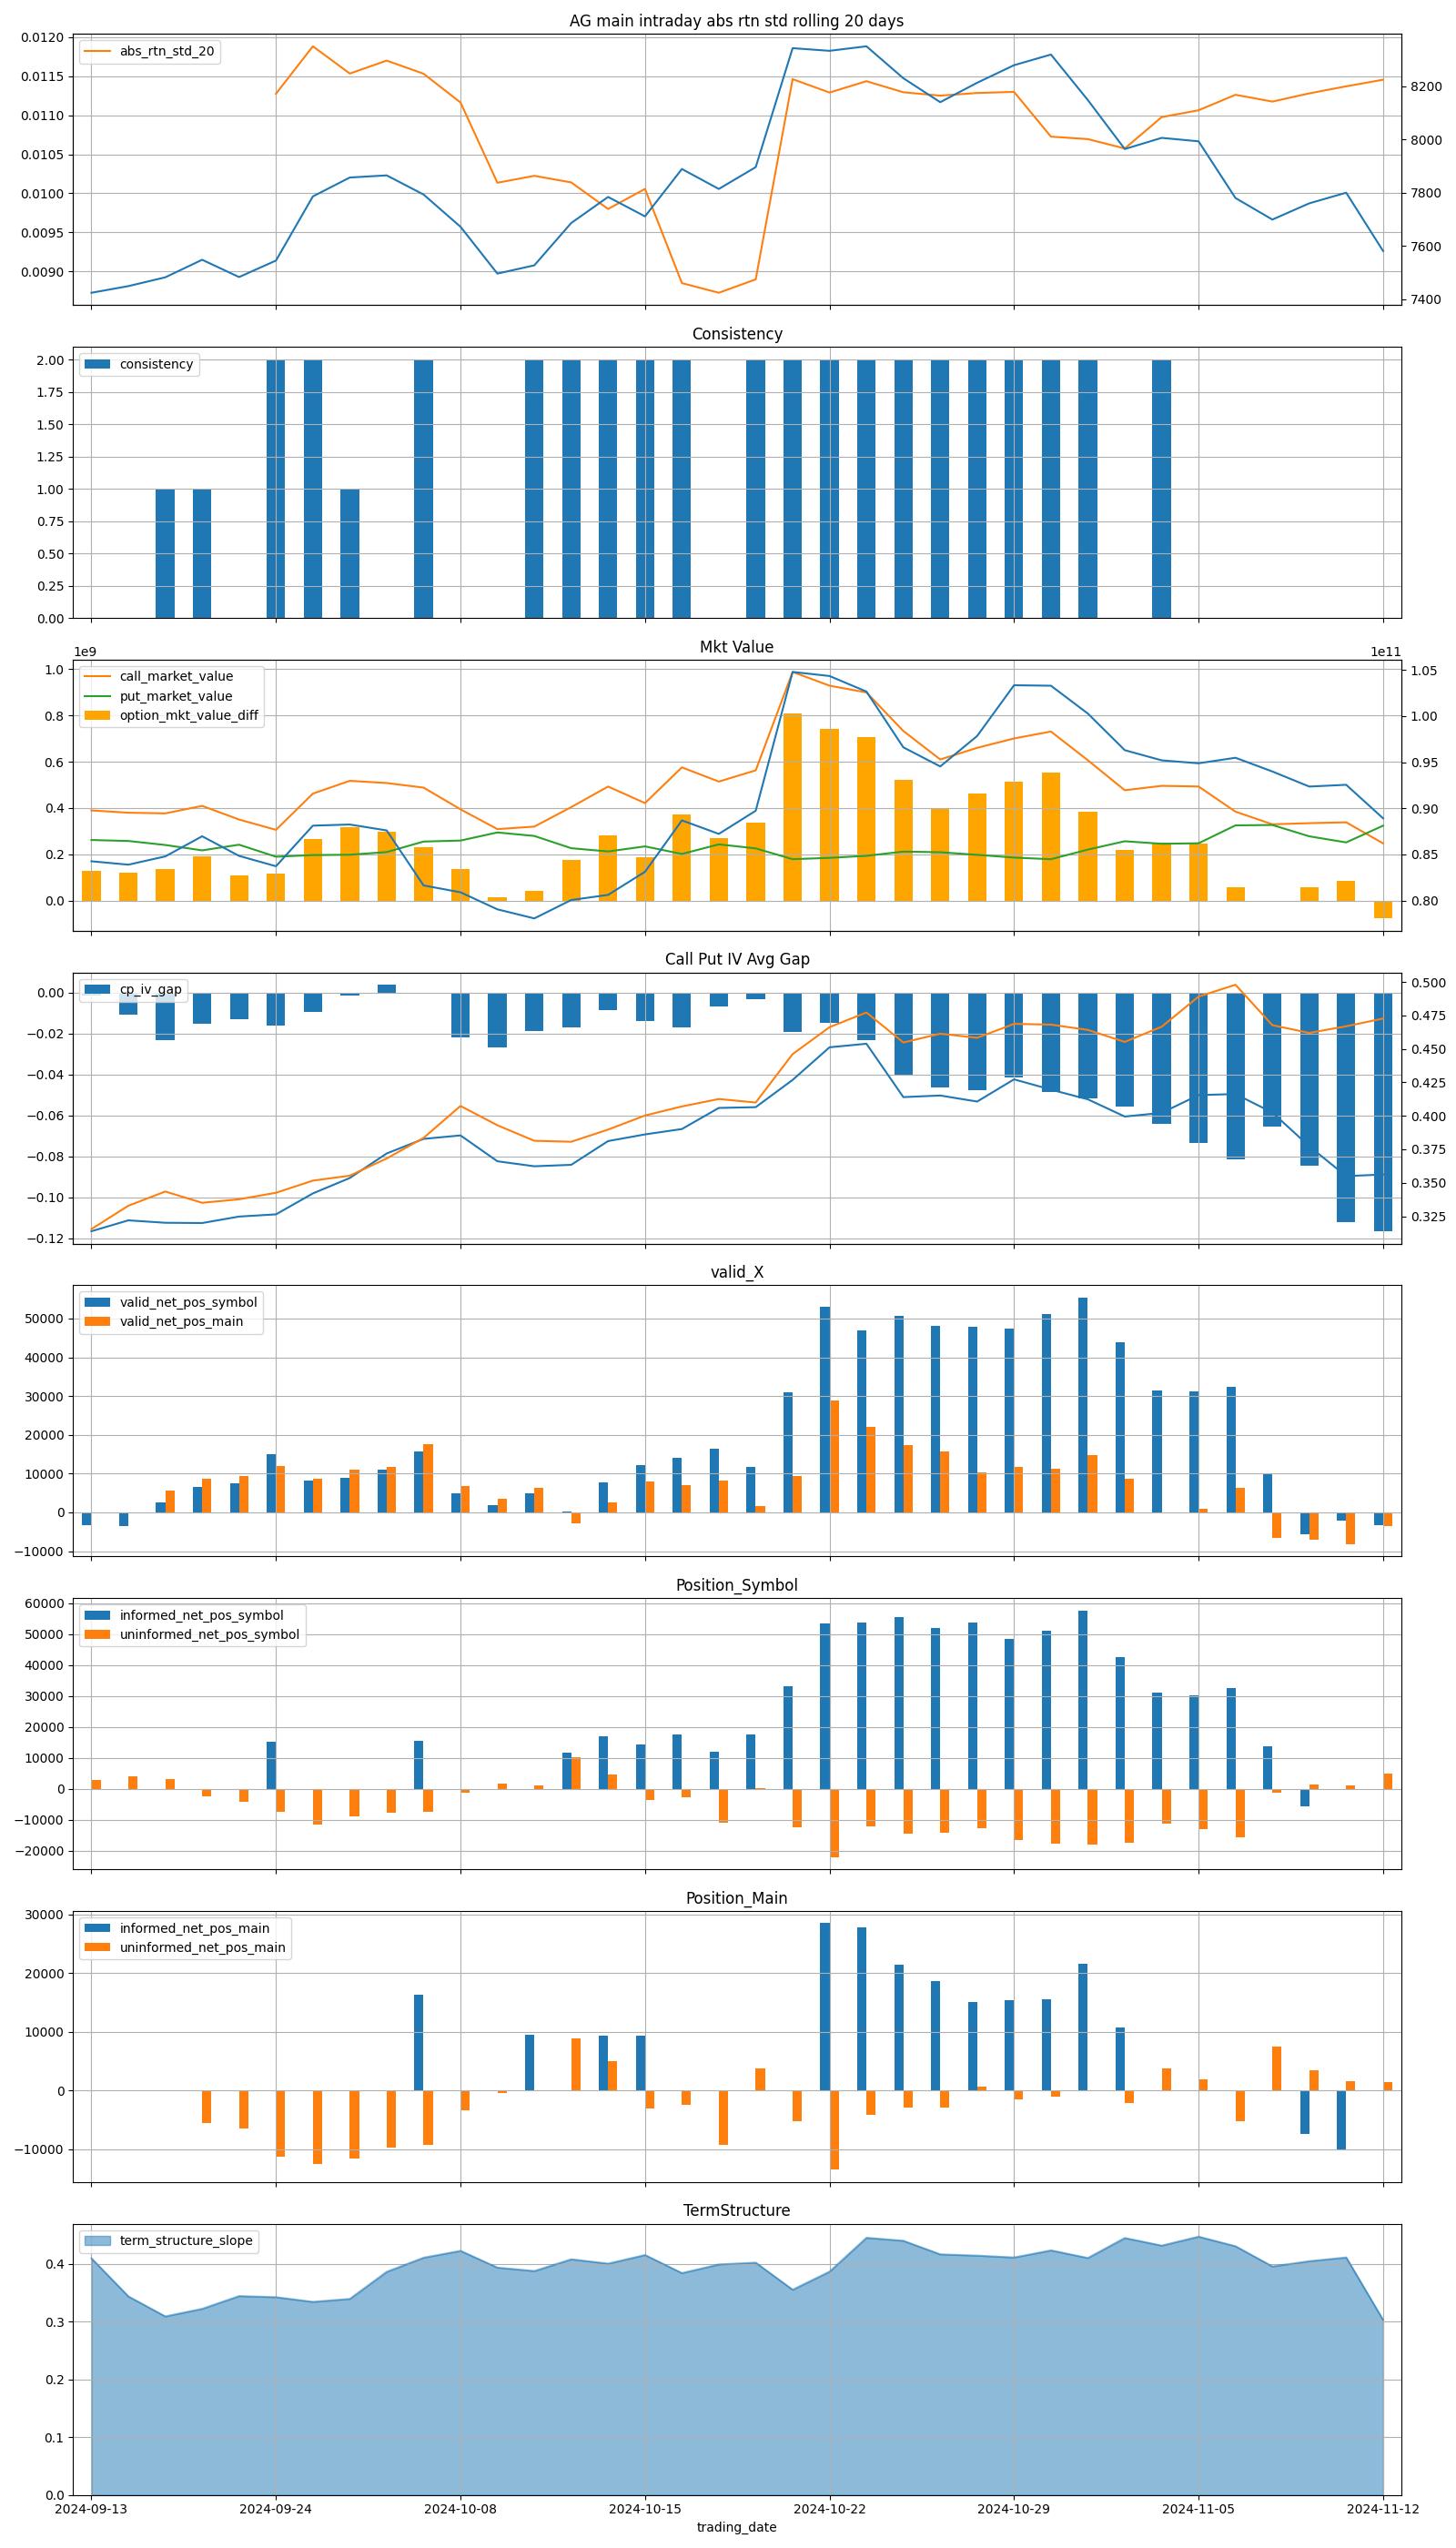 AG main intraday abs rtn std rolling 20 days
abs_rtn_std_20
0.0120
0.0115
0.0110
0.0105
0.0100
0.0095
0.0090
8200
8000
7800
7600
7400
Consistency
consistency
2.00
1.75
1.50
1.25
1.00
0.75
0.50
0.25
0.00
Mkt Value
1e9
1e11
call_market_value
put_market_value
option_mkt_value_diff
1.0
0.8
0.6
0.4
0.2
0.0
1.05
1.00
0.95
0.90
0.85
0.80
Call Put IV Avg Gap
cp_iv_gap
0.00
−0.02
−0.04
−0.06
−0.08
−0.10
−0.12
0.500
0.475
0.450
0.425
0.400
0.375
0.350
0.325
valid_X
valid_net_pos_symbol
valid_net_pos_main
50000
40000
30000
20000
10000
0
−10000
Position_Symbol
informed_net_pos_symbol
uninformed_net_pos_symbol
60000
50000
40000
30000
20000
10000
0
−10000
−20000
Position_Main
informed_net_pos_main
uninformed_net_pos_main
30000
20000
10000
0
−10000
TermStructure
term_structure_slope
0.4
0.3
0.2
0.1
0.0
2024-09-13 2024-09-24 2024-10-08 2024-10-15 2024-10-22 2024-10-29 2024-11-05 2024-11-12
trading_date